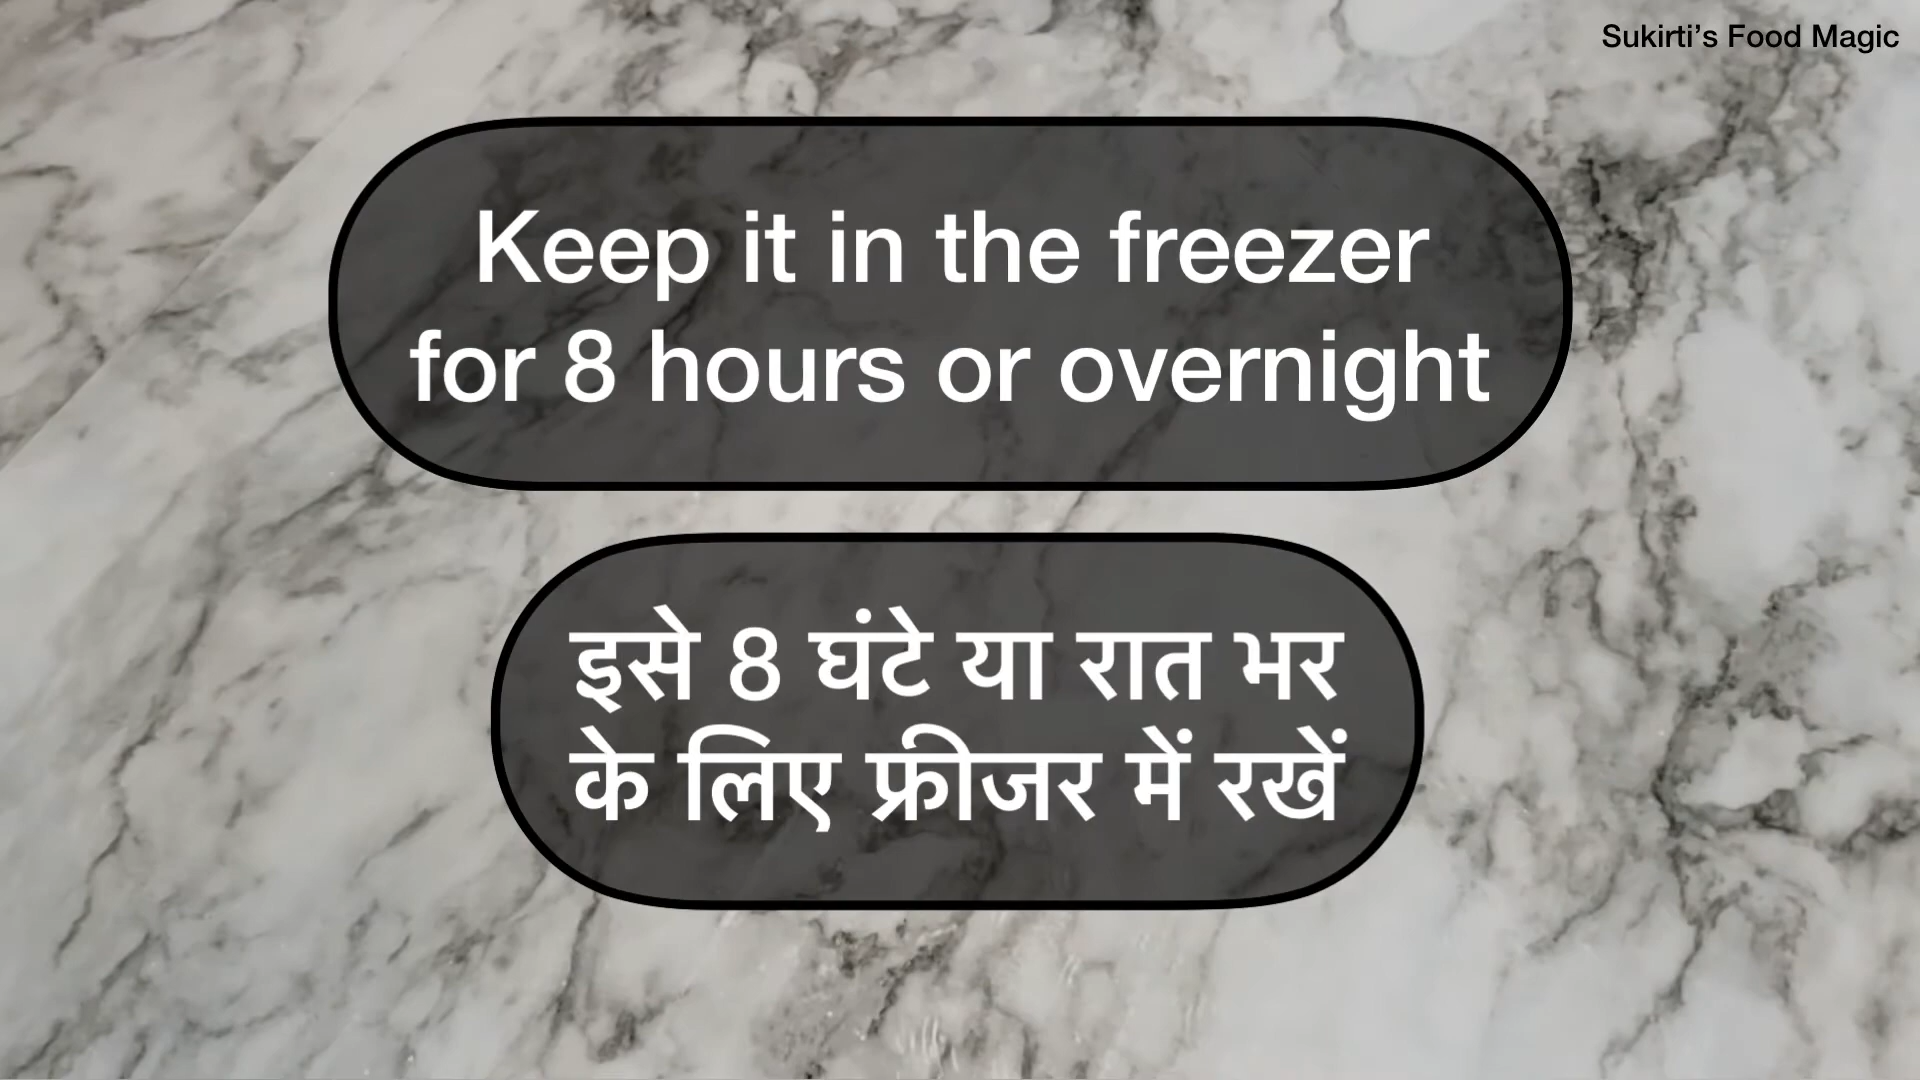 Sukirti's Food Magic
Keep it in the freezer
for 8 hours or overnight
इसे 8 घंटे या रात भर
के लिए फ्रीजर में रखें